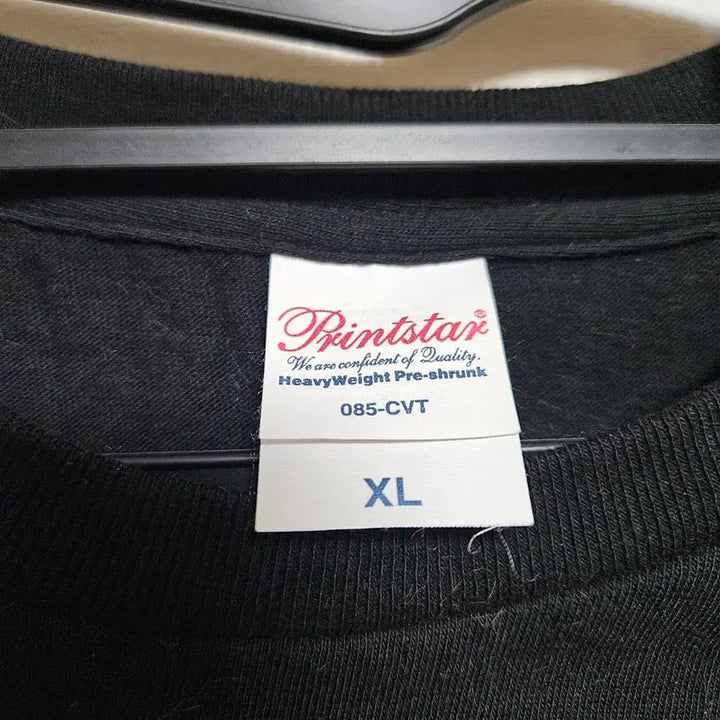 Printstar®
We are confident of Quality.
HeavyWeight Pre-shrunk
085-CVT
XL